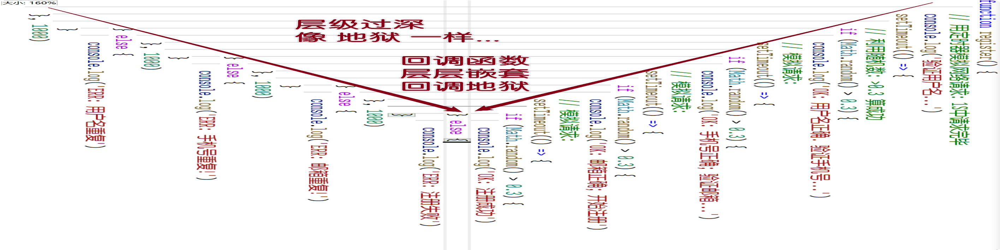 大小: 160%
层级过深
像 地狱 一样...
回调函数
层层嵌套
回调地狱
function register() {
// 用定时器模拟网络请求: 1S中请求完毕
console.log('验证用户名...')
setTimeout(() => {
// 利用随机数: >0.3 算成功
if (Math.random() > 0.3) {
console.log('OK: 用户名正确. 验证手机号...')
// 模拟请求:
setTimeout(() => {
if (Math.random() > 0.3) {
console.log('OK: 手机号正确; 验证邮箱...')
// 模拟请求:
setTimeout(() => {
if (Math.random() > 0.3) {
console.log('OK: 邮箱正确; 开始注册')
// 模拟请求:
setTimeout(() => {
if (Math.random() > 0.3) {
console.log('OK: 注册成功')
} else {
console.log('ERR: 注册失败')
}
}, 1000)
} else {
console.log('ERR: 邮箱重复!')
}
}, 1000)
} else {
console.log('ERR: 手机号重复!')
}
}, 1000)
} else {
console.log('ERR: 用户名重复')
}
}, 1000)